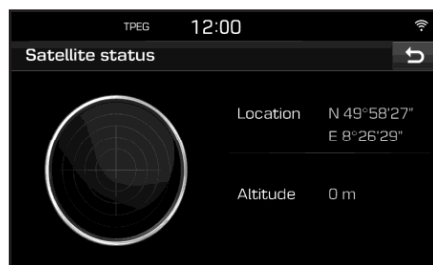 TPEG 12:00
Satellite status
Location N 49°58'27"
E 8°26'29"
Altitude 0 m